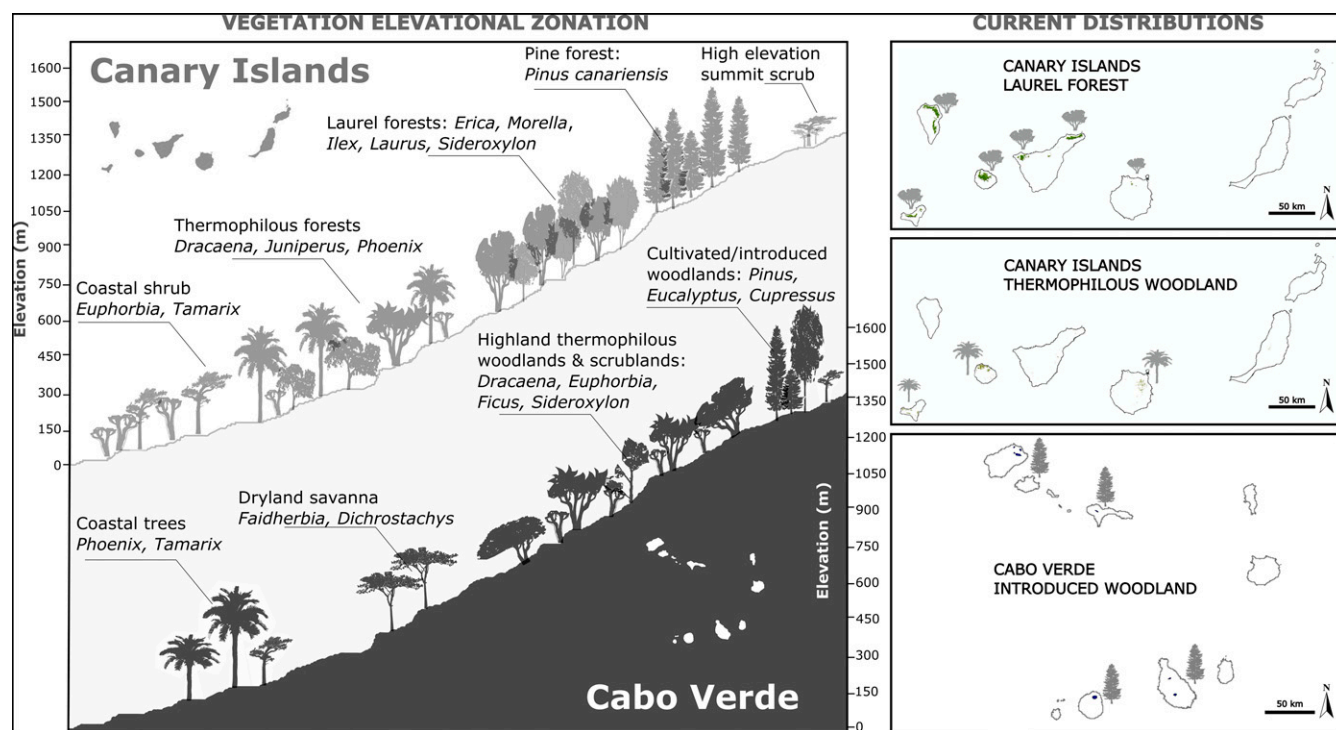 VEGETATION ELEVATIONAL ZONATION
Canary Islands
Elevation (m)
1600
1500
1350
1200
1050
900
750
600
450
300
150
0
Pine forest:
Pinus canariensis
High elevation
summit scrub
Laurel forests: Erica, Morella,
Ilex, Laurus, Sideroxylon
Thermophilous forests
Dracaena, Juniperus, Phoenix
Coastal shrub
Euphorbia, Tamarix
Cultivated/introduced
woodlands: Pinus,
Eucalyptus, Cupressus
Highland thermophilous
woodlands & scrublands:
Dracaena, Euphorbia,
Ficus, Sideroxylon
Dryland savanna
Faidherbia, Dichrostachys
Coastal trees
Phoenix, Tamarix
Cabo Verde
Elevation (m)
1600
1500
1350
1200
1050
900
750
600
450
300
150
0
CURRENT DISTRIBUTIONS
CANARY ISLANDS
LAUREL FOREST
50 km
N
CANARY ISLANDS
THERMOPHILOUS WOODLAND
50 km
N
CABO VERDE
INTRODUCED WOODLAND
50 km
N